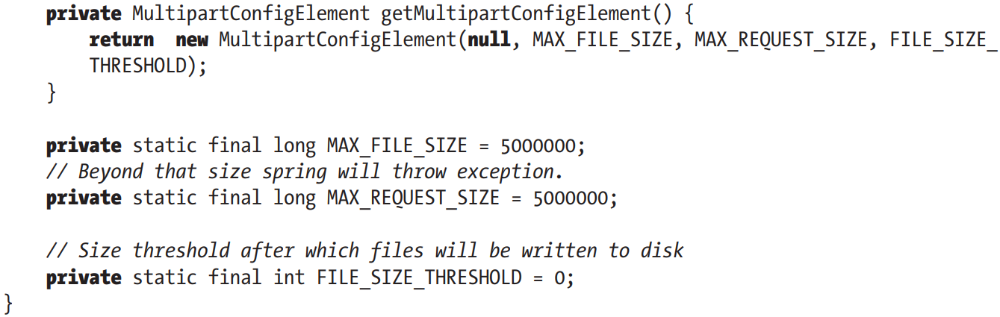 private MultipartConfigElement getMultipartConfigElement() {
return  new MultipartConfigElement(null, MAX_FILE_SIZE, MAX_REQUEST_SIZE, FILE_SIZE_
THRESHOLD);
}
private static final long MAX_FILE_SIZE = 5000000;
// Beyond that size spring will throw exception.
private static final long MAX_REQUEST_SIZE = 5000000;
// Size threshold after which files will be written to disk
private static final int FILE_SIZE_THRESHOLD = 0;
}